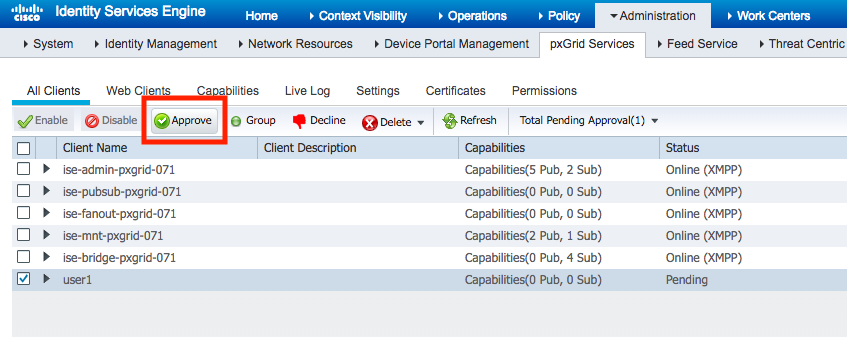 cisco Identity Services Engine Home Context Visibility Operations Policy Administration Work Centers
System Identity Management Network Resources Device Portal Management pxGrid Services Feed Service Threat Centric
All Clients Web Clients Capabilities Live Log Settings Certificates Permissions
Enable Disable Approve Group Decline Delete Refresh Total Pending Approval(1)
Client Name Client Description Capabilities Status
ise-admin-pxgrid-071 Capabilities(5 Pub, 2 Sub) Online (XMPP)
ise-pubsub-pxgrid-071 Capabilities(0 Pub, 0 Sub) Online (XMPP)
ise-fanout-pxgrid-071 Capabilities(0 Pub, 0 Sub) Online (XMPP)
ise-mnt-pxgrid-071 Capabilities(2 Pub, 1 Sub) Online (XMPP)
ise-bridge-pxgrid-071 Capabilities(0 Pub, 4 Sub) Online (XMPP)
user1 Capabilities(0 Pub, 0 Sub) Pending